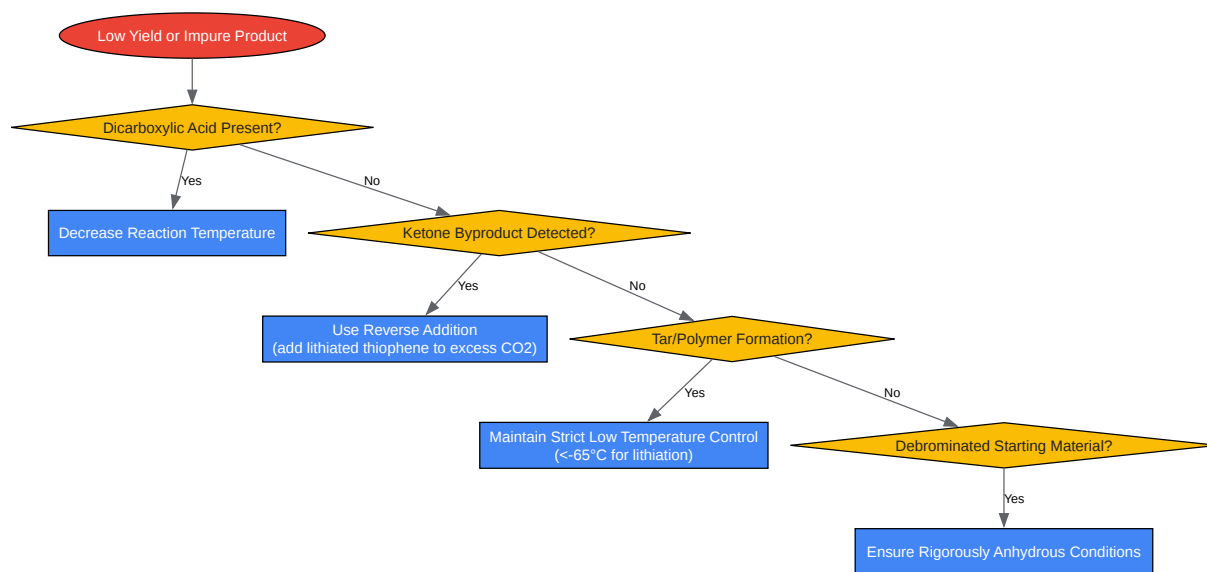 Low Yield or Impure Product
Dicarboxylic Acid Present?
Yes
No
Decrease Reaction Temperature
Ketone Byproduct Detected?
Yes
No
Use Reverse Addition
(add lithiated thiophene to excess CO2)
Tar/Polymer Formation?
Yes
No
Maintain Strict Low Temperature Control
(<-65°C for lithiation)
Debrominated Starting Material?
Yes
Ensure Rigorously Anhydrous Conditions